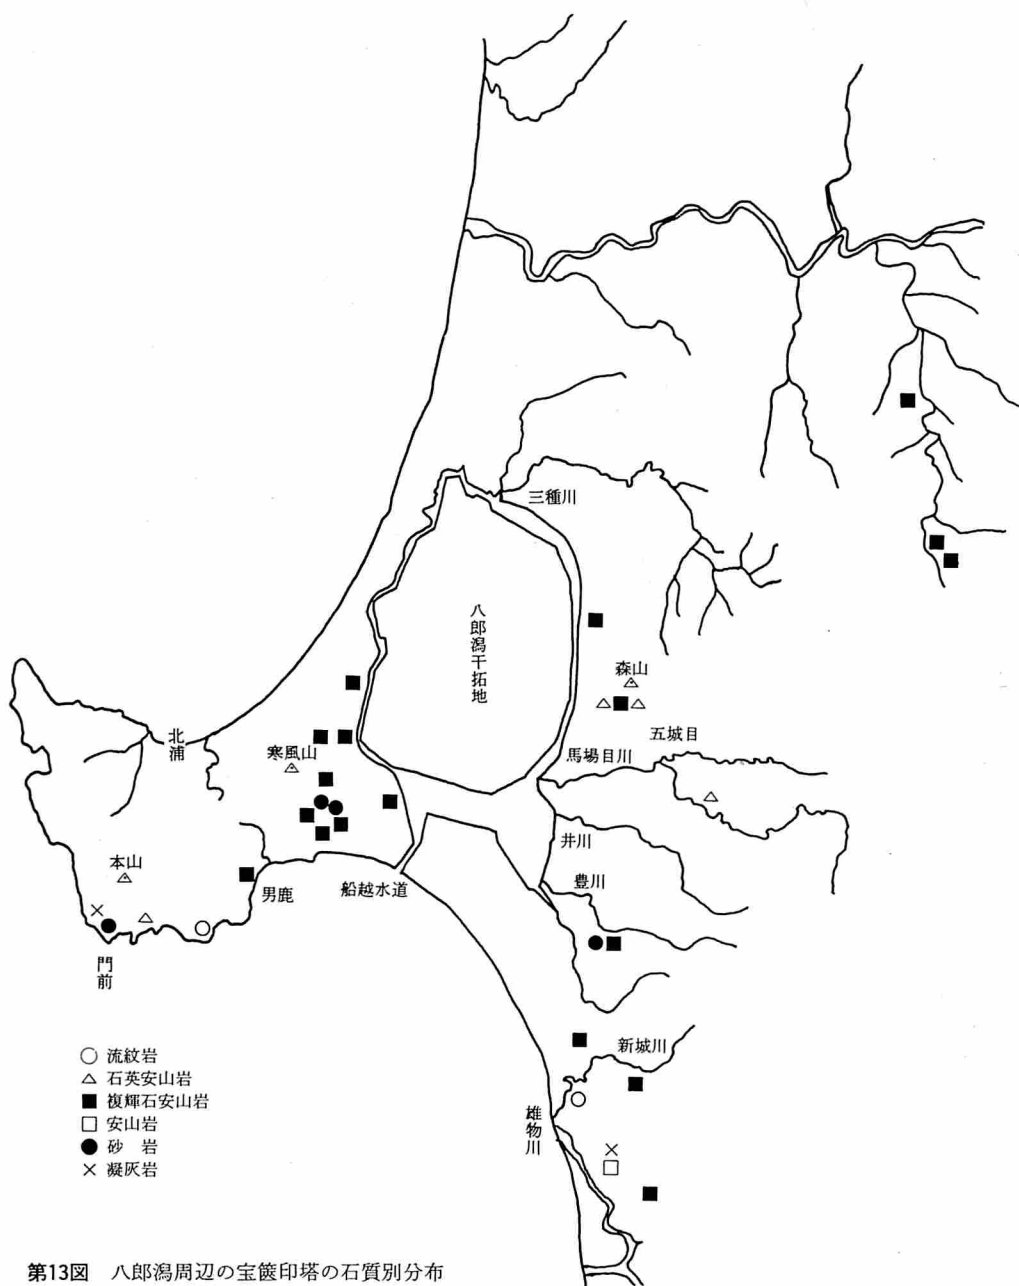 三種川
八郎潟干拓地
森山
五城目
北浦
寒風山
馬場目川
井川
本山
豊川
男鹿
船越水道
門前
新城川
雄物川
流紋岩
石英安山岩
複輝石安山岩
安山岩
砂　岩
凝灰岩
第13図　八郎潟周辺の宝篋印塔の石質別分布